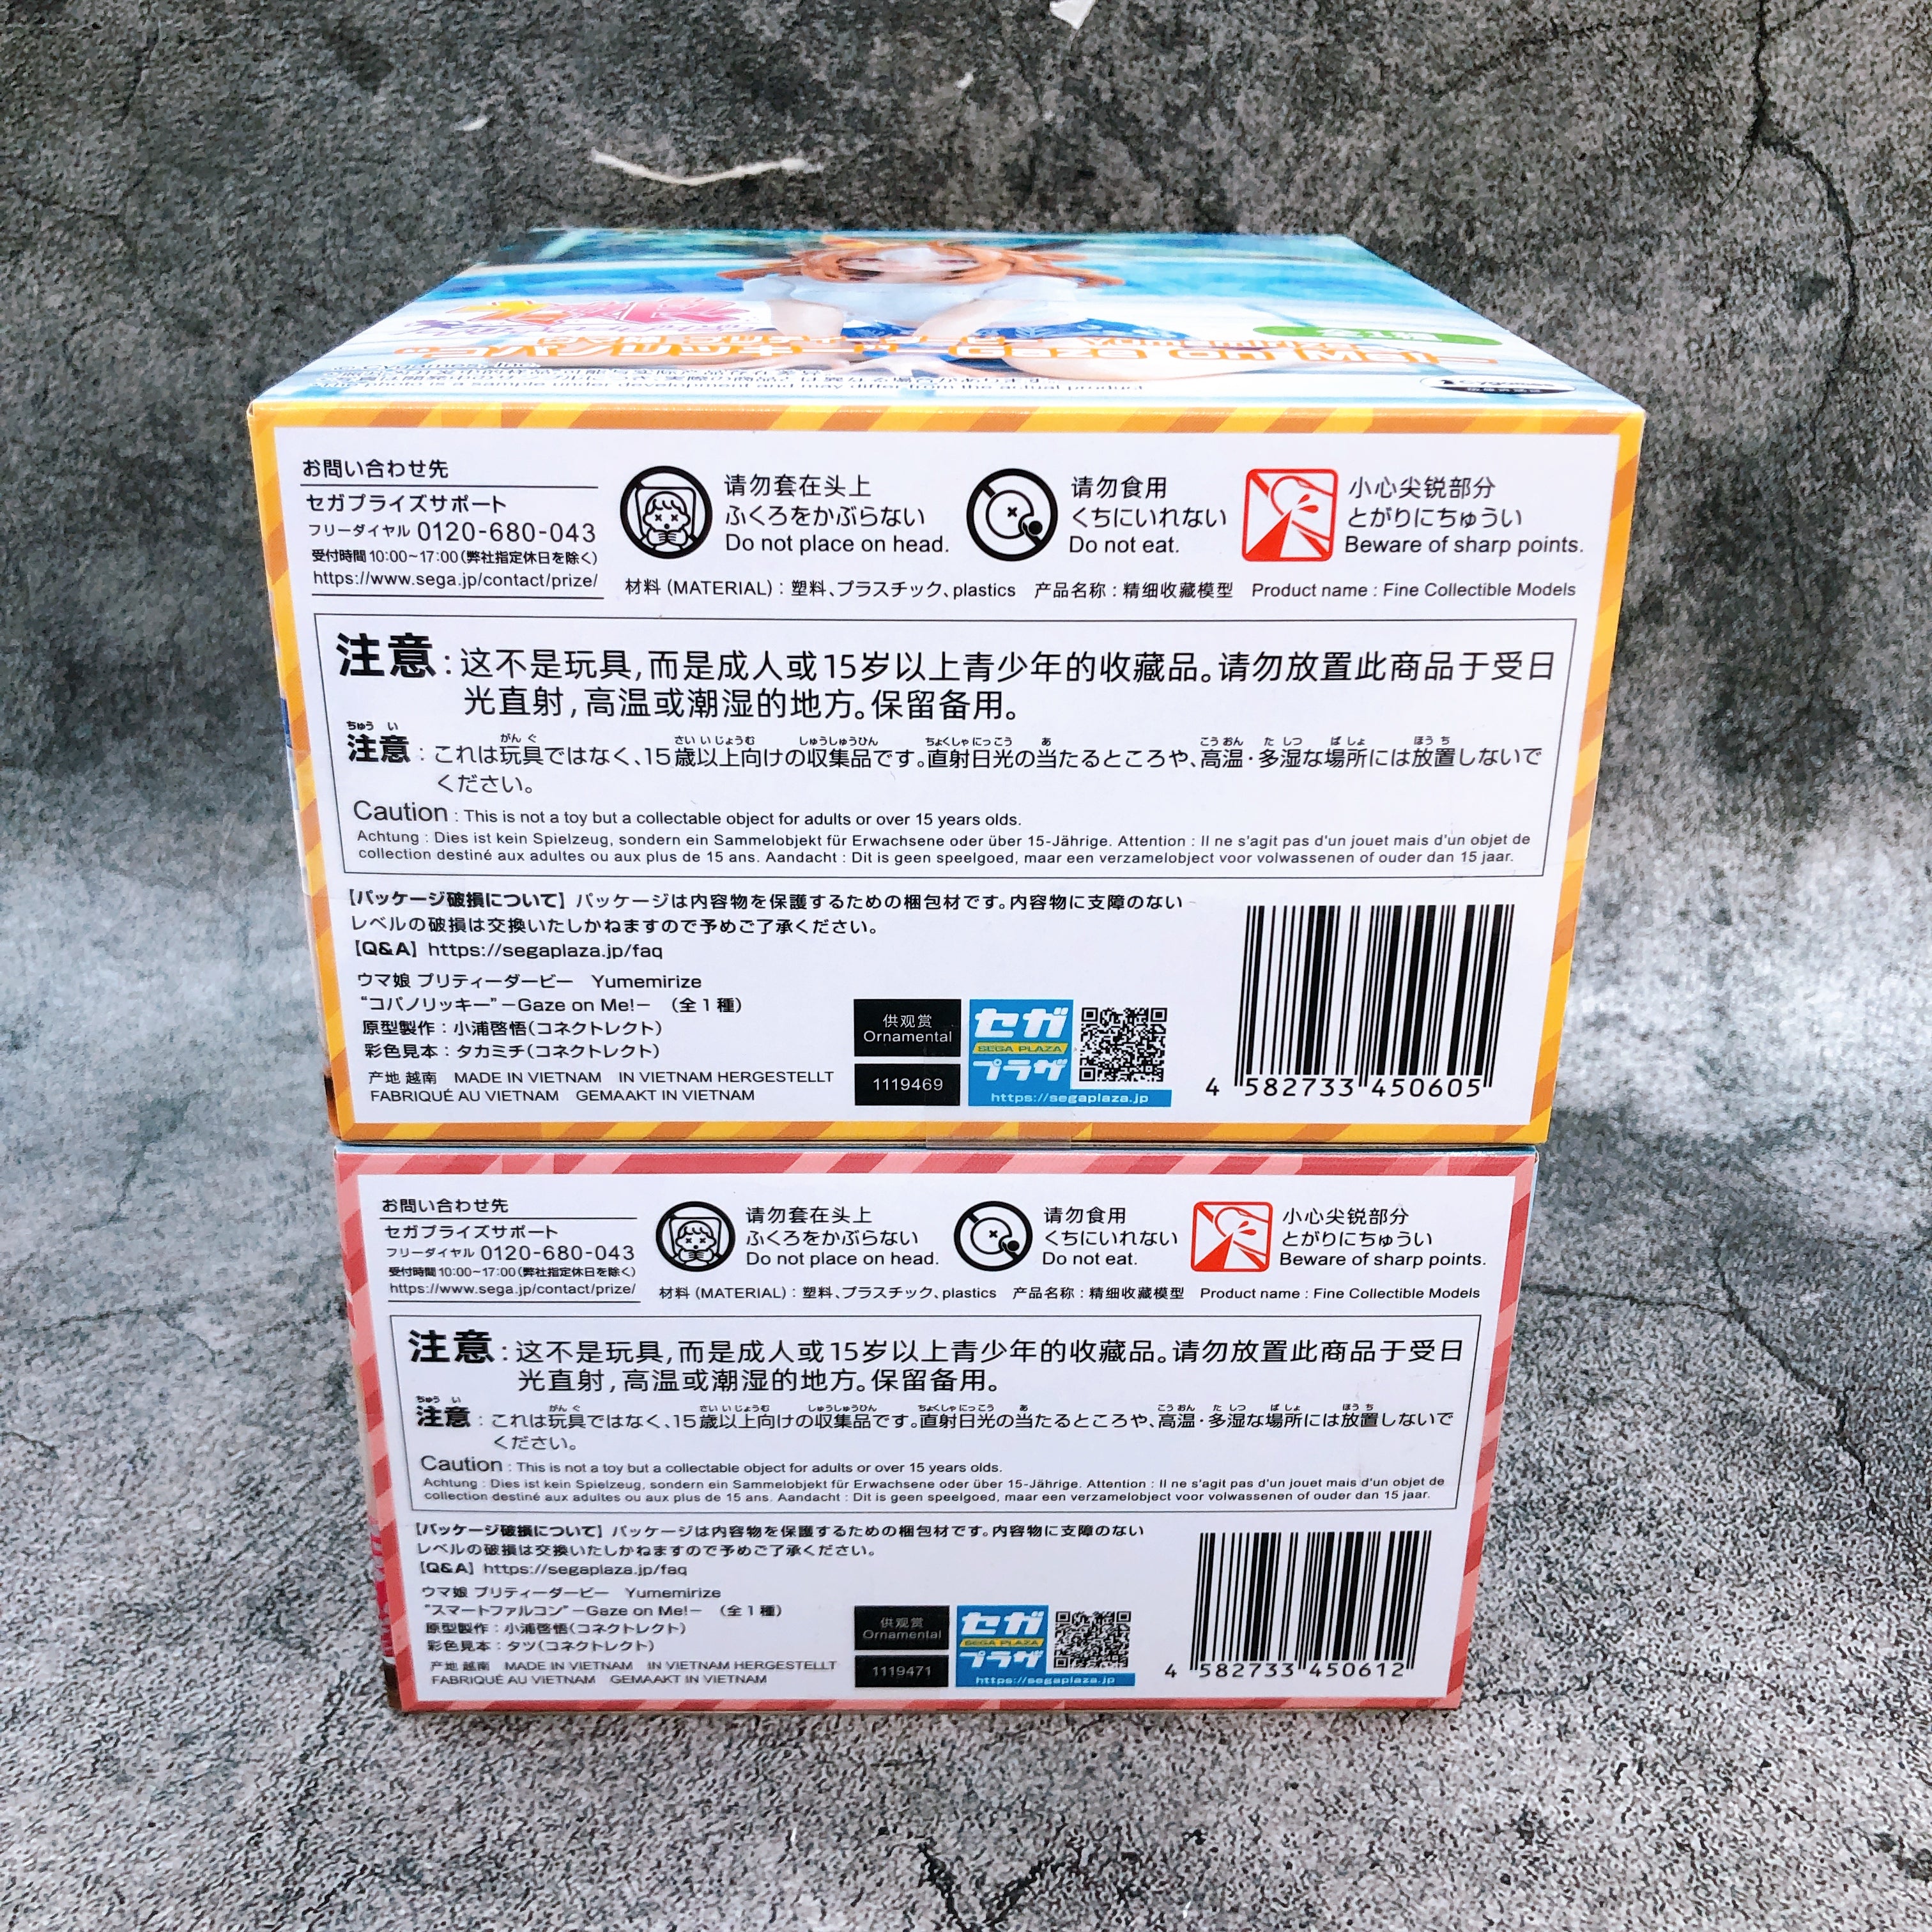 お問い合わせ先
セガプライズサポート
フリーダイヤル 0120-680-043
受付時間 10:00~17:00(弊社指定休日を除く)
https://www.sega.jp/contact/prize/
请勿套在头上
ふくろをかぶらない
Do not place on head.
请勿食用
くちにいれない
Do not eat.
小心尖锐部分
とがりにちゅうい
Beware of sharp points.
材料 (MATERIAL) : 塑料、プラスチック、plastics 产品名称 : 精细收藏模型 Product name : Fine Collectible Models
注意 : 这不是玩具,而是成人或15岁以上青少年的收藏品。请勿放置此商品于受日
光直射,高温或潮湿的地方。保留备用。
注意 : これは玩具ではなく、15歳以上向けの収集品です。直射日光の当たるところや、高温・多湿な場所には放置しないで
ください。
Caution : This is not a toy but a collectable object for adults or over 15 years olds.
Achtung : Dies ist kein Spielzeug, sondern ein Sammelobjekt für Erwachsene oder über 15-Jährige. Attention : Il ne s'agit pas d'un jouet mais d'un objet de
collection destiné aux adultes ou aux plus de 15 ans. Aandacht : Dit is geen speelgoed, maar een verzamelobject voor volwassenen of ouder dan 15 jaar.
【パッケージ破損について】パッケージは内容物を保護するための梱包材です。内容物に支障のない
レベルの破損は交換いたしかねますので予めご了承ください。
【Q&A】https://segaplaza.jp/faq
ウマ娘 プリティーダービー Yumemirize
"コパノリッキー"－Gaze on Me!－ (全1種)
原型製作 : 小浦啓悟(コネクトレクト)
彩色見本 : タカミチ(コネクトレクト)
产地 越南 MADE IN VIETNAM IN VIETNAM HERGESTELLT
FABRIQUÉ AU VIETNAM GEMAAKT IN VIETNAM
供观赏
Ornamental
1119469
セガ
SEGA PLAZA
プラザ
https://segaplaza.jp
4 582733 450605
お問い合わせ先
セガプライズサポート
フリーダイヤル 0120-680-043
受付時間 10:00~17:00(弊社指定休日を除く)
https://www.sega.jp/contact/prize/
请勿套在头上
ふくろをかぶらない
Do not place on head.
请勿食用
くちにいれない
Do not eat.
小心尖锐部分
とがりにちゅうい
Beware of sharp points.
材料 (MATERIAL) : 塑料、プラスチック、plastics 产品名称 : 精细收藏模型 Product name : Fine Collectible Models
注意 : 这不是玩具,而是成人或15岁以上青少年的收藏品。请勿放置此商品于受日
光直射,高温或潮湿的地方。保留备用。
注意 : これは玩具ではなく、15歳以上向けの収集品です。直射日光の当たるところや、高温・多湿な場所には放置しないで
ください。
Caution : This is not a toy but a collectable object for adults or over 15 years olds.
Achtung : Dies ist kein Spielzeug, sondern ein Sammelobjekt für Erwachsene oder über 15-Jährige. Attention : Il ne s'agit pas d'un jouet mais d'un objet de
collection destiné aux adultes ou aux plus de 15 ans. Aandacht : Dit is geen speelgoed, maar een verzamelobject voor volwassenen of ouder dan 15 jaar.
【パッケージ破損について】パッケージは内容物を保護するための梱包材です。内容物に支障のない
レベルの破損は交換いたしかねますので予めご了承ください。
【Q&A】https://segaplaza.jp/faq
ウマ娘 プリティーダービー Yumemirize
"スマートファルコン"－Gaze on Me!－ (全1種)
原型製作 : 小浦啓悟(コネクトレクト)
彩色見本 : タツ(コネクトレクト)
产地 越南 MADE IN VIETNAM IN VIETNAM HERGESTELLT
FABRIQUÉ AU VIETNAM GEMAAKT IN VIETNAM
供观赏
Ornamental
1119471
セガ
SEGA PLAZA
プラザ
https://segaplaza.jp
4 582733 450612